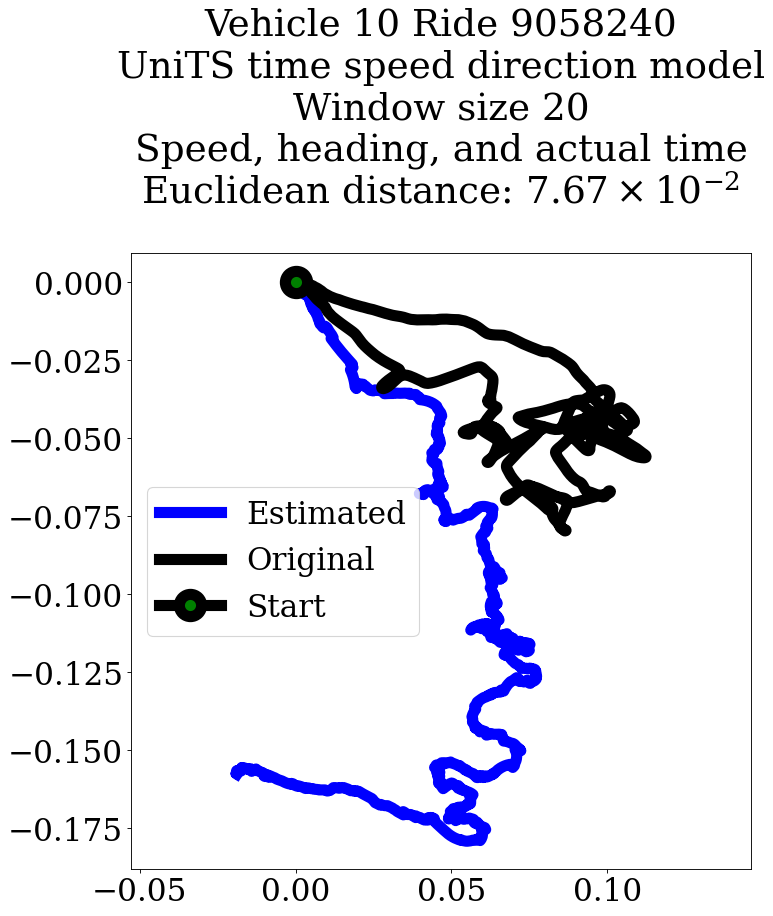 Vehicle 10 Ride 9058240
UniTS time speed direction model
Window size 20
Speed, heading, and actual time
Euclidean distance: 7.67 × 10⁻²
0.000
−0.025
−0.050
−0.075
−0.100
−0.125
−0.150
−0.175
Estimated
Original
Start
−0.05 0.00 0.05 0.10